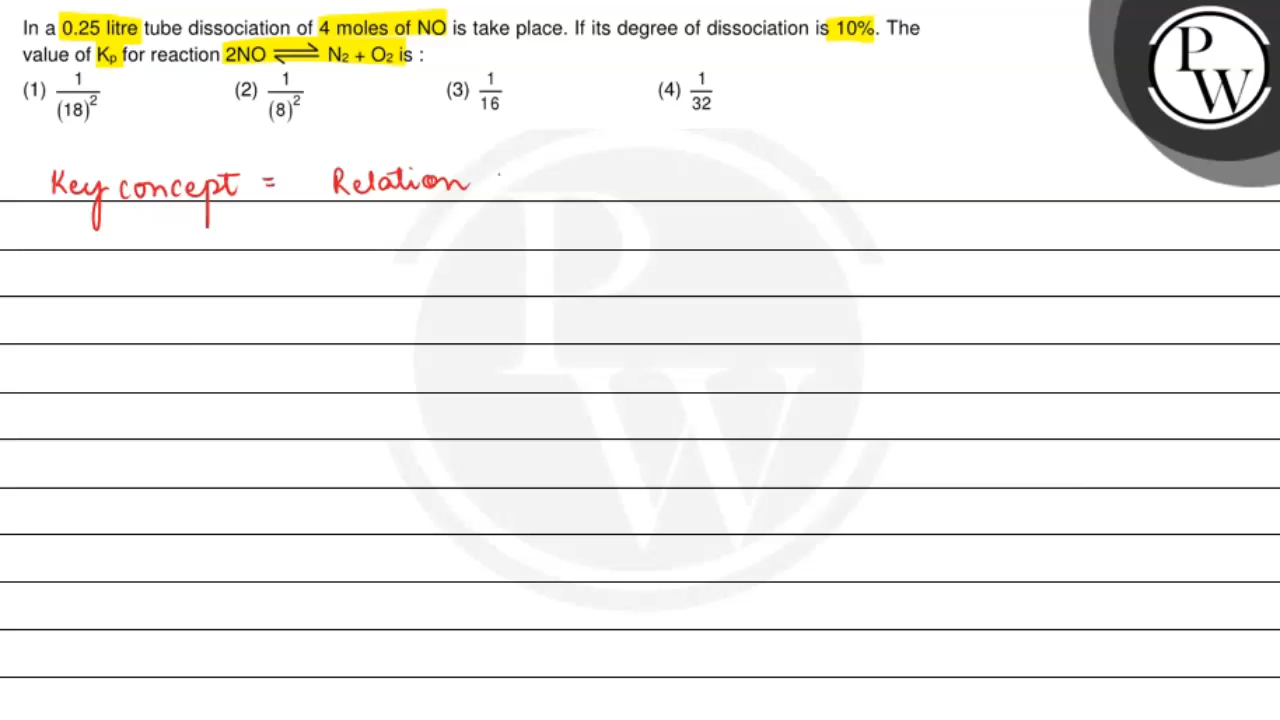 In a 0.25 litre tube dissociation of 4 moles of NO is take place. If its degree of dissociation is 10%. The
value of Kₚ for reaction 2NO ⇌ N₂ + O₂ is :
(1) 1/(18)² (2) 1/(8)² (3) 1/16 (4) 1/32
Key concept = Relation
PW
PW